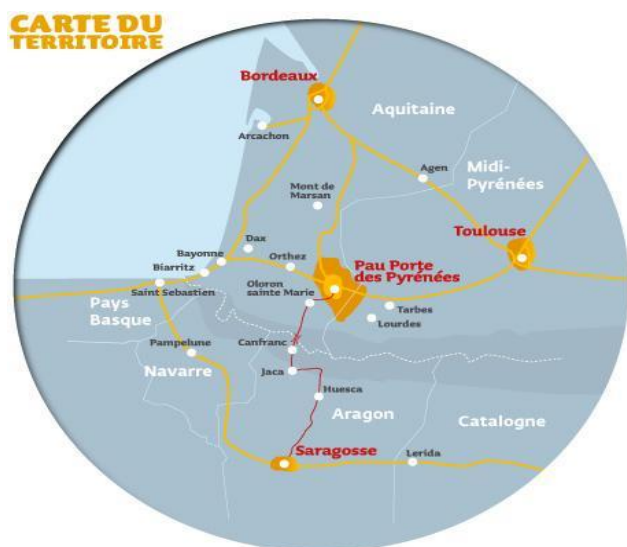 CARTE DU
TERRITOIRE
Bordeaux
Aquitaine
Arcachon
Agen
Midi-
Pyrénées
Mont de
Marsan
Toulouse
Dax
Bayonne
Orthez
Pau Porte
des Pyrénées
Biarritz
Saint Sebastien
Oloron
sainte Marie
Pays
Basque
Tarbes
Lourdes
Pampelune
Canfranc
Navarre
Jaca
Huesca
Aragon
Catalogne
Saragosse
Lerida